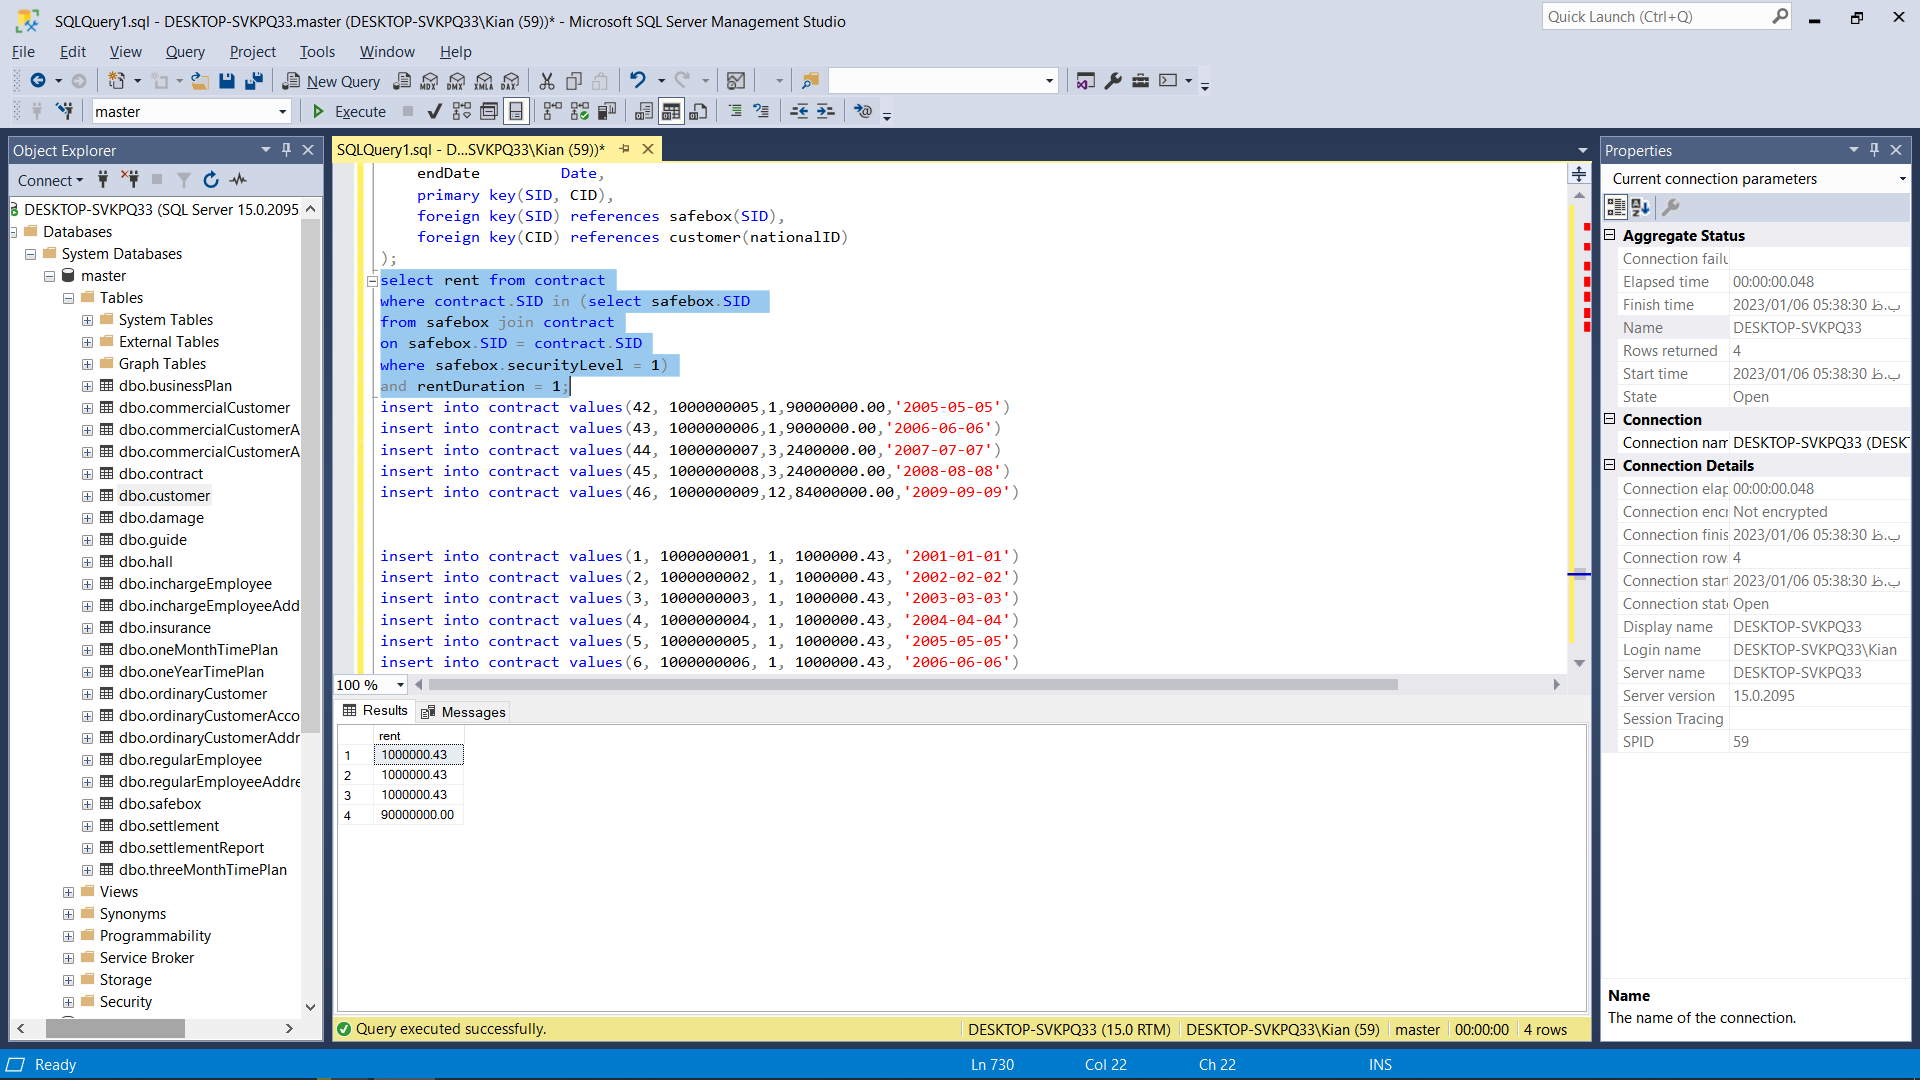 SQLQuery1.sql - DESKTOP-SVKPQ33.master (DESKTOP-SVKPQ33\Kian (59))* - Microsoft SQL Server Management Studio
Quick Launch (Ctrl+Q)
File Edit View Query Project Tools Window Help
New Query MDX DMX XMLA DAX
master Execute
Object Explorer
Connect
DESKTOP-SVKPQ33 (SQL Server 15.0.2095
Databases
System Databases
master
Tables
System Tables
External Tables
Graph Tables
dbo.businessPlan
dbo.commercialCustomer
dbo.commercialCustomerA
dbo.commercialCustomerA
dbo.contract
dbo.customer
dbo.damage
dbo.guide
dbo.hall
dbo.inchargeEmployee
dbo.inchargeEmployeeAdd
dbo.insurance
dbo.oneMonthTimePlan
dbo.oneYearTimePlan
dbo.ordinaryCustomer
dbo.ordinaryCustomerAcco
dbo.ordinaryCustomerAddr
dbo.regularEmployee
dbo.regularEmployeeAddre
dbo.safebox
dbo.settlement
dbo.settlementReport
dbo.threeMonthTimePlan
Views
Synonyms
Programmability
Service Broker
Storage
Security
SQLQuery1.sql - D...SVKPQ33\Kian (59))*
endDate Date,
primary key(SID, CID),
foreign key(SID) references safebox(SID),
foreign key(CID) references customer(nationalID)
);
select rent from contract
where contract.SID in (select safebox.SID
from safebox join contract
on safebox.SID = contract.SID
where safebox.securityLevel = 1)
and rentDuration = 1;
insert into contract values(42, 1000000005,1,90000000.00,'2005-05-05')
insert into contract values(43, 1000000006,1,9000000.00,'2006-06-06')
insert into contract values(44, 1000000007,3,2400000.00,'2007-07-07')
insert into contract values(45, 1000000008,3,24000000.00,'2008-08-08')
insert into contract values(46, 1000000009,12,84000000.00,'2009-09-09')
insert into contract values(1, 1000000001, 1, 1000000.43, '2001-01-01')
insert into contract values(2, 1000000002, 1, 1000000.43, '2002-02-02')
insert into contract values(3, 1000000003, 1, 1000000.43, '2003-03-03')
insert into contract values(4, 1000000004, 1, 1000000.43, '2004-04-04')
insert into contract values(5, 1000000005, 1, 1000000.43, '2005-05-05')
insert into contract values(6, 1000000006, 1, 1000000.43, '2006-06-06')
100 %
Results Messages
rent
1 1000000.43
2 1000000.43
3 1000000.43
4 90000000.00
Query executed successfully. DESKTOP-SVKPQ33 (15.0 RTM) DESKTOP-SVKPQ33\Kian (59) master 00:00:00 4 rows
Properties
Current connection parameters
Aggregate Status
Connection failu
Elapsed time 00:00:00.048
Finish time 2023/01/06 05:38:30 ب.ظ
Name DESKTOP-SVKPQ33
Rows returned 4
Start time 2023/01/06 05:38:30 ب.ظ
State Open
Connection
Connection nam DESKTOP-SVKPQ33 (DESKT
Connection Details
Connection elap 00:00:00.048
Connection encr Not encrypted
Connection finis 2023/01/06 05:38:30 ب.ظ
Connection row 4
Connection start 2023/01/06 05:38:30 ب.ظ
Connection state Open
Display name DESKTOP-SVKPQ33
Login name DESKTOP-SVKPQ33\Kian
Server name DESKTOP-SVKPQ33
Server version 15.0.2095
Session Tracing
SPID 59
Name
The name of the connection.
Ready Ln 730 Col 22 Ch 22 INS